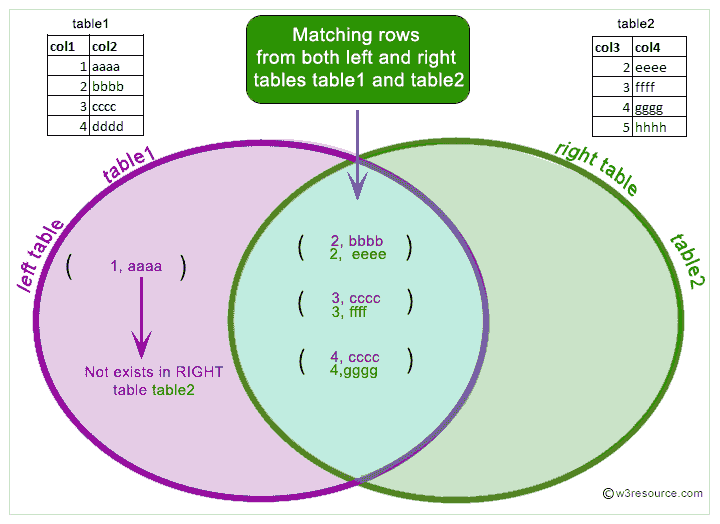 table1
col1 col2
1 aaaa
2 bbbb
3 cccc
4 dddd
Matching rows
from both left and right
tables table1 and table2
table2
col3 col4
2 eeee
3 ffff
4 gggg
5 hhhh
left table
table1
right table
table2
( 1, aaaa )
Not exists in RIGHT
table table2
( 2, bbbb
2, eeee )
( 3, cccc
3, ffff )
( 4, cccc
4,gggg )
© w3resource.com